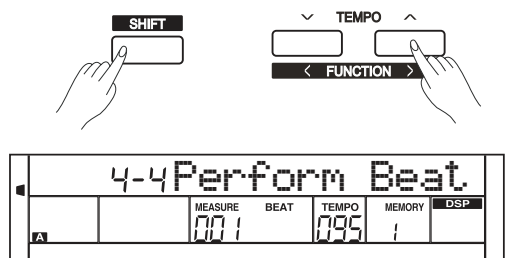 SHIFT
TEMPO
< FUNCTION >
4-4Perform Beat
MEASURE BEAT TEMPO MEMORY DSP
001 095 1
A